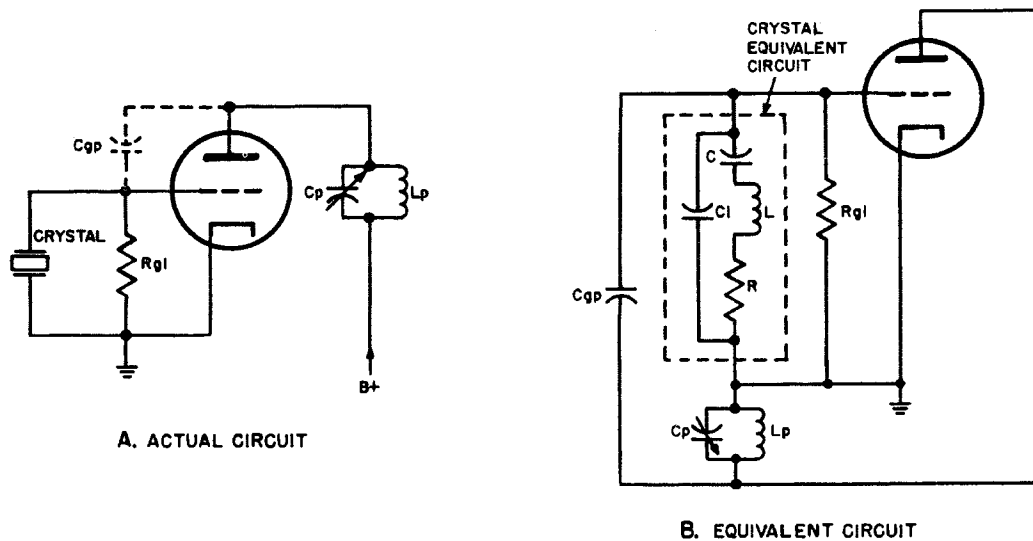 Cgp
CRYSTAL
Rgl
Cp
Lp
B+
A. ACTUAL CIRCUIT
CRYSTAL
EQUIVALENT
CIRCUIT
C
Cl
L
R
Rgl
Cgp
Cp
Lp
B. EQUIVALENT CIRCUIT